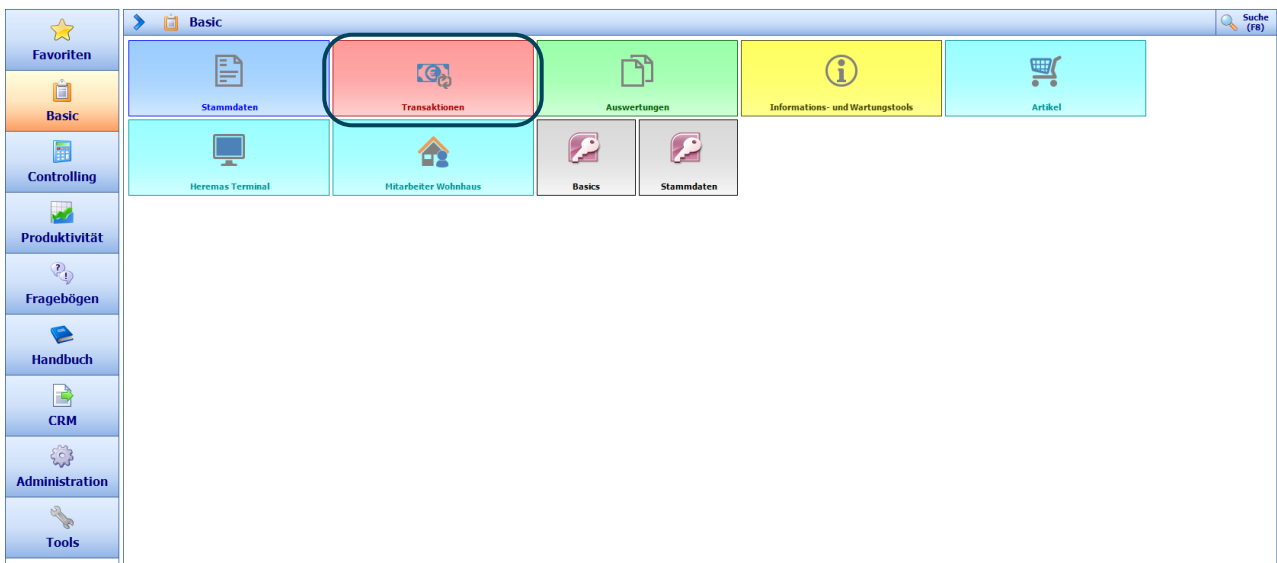 Favoriten
Basic
Controlling
Produktivität
Fragebögen
Handbuch
CRM
Administration
Tools
Basic
Suche
(F8)
Stammdaten
Transaktionen
Auswertungen
Informations- und Wartungstools
Artikel
Heremas Terminal
Mitarbeiter Wohnhaus
Basics
Stammdaten